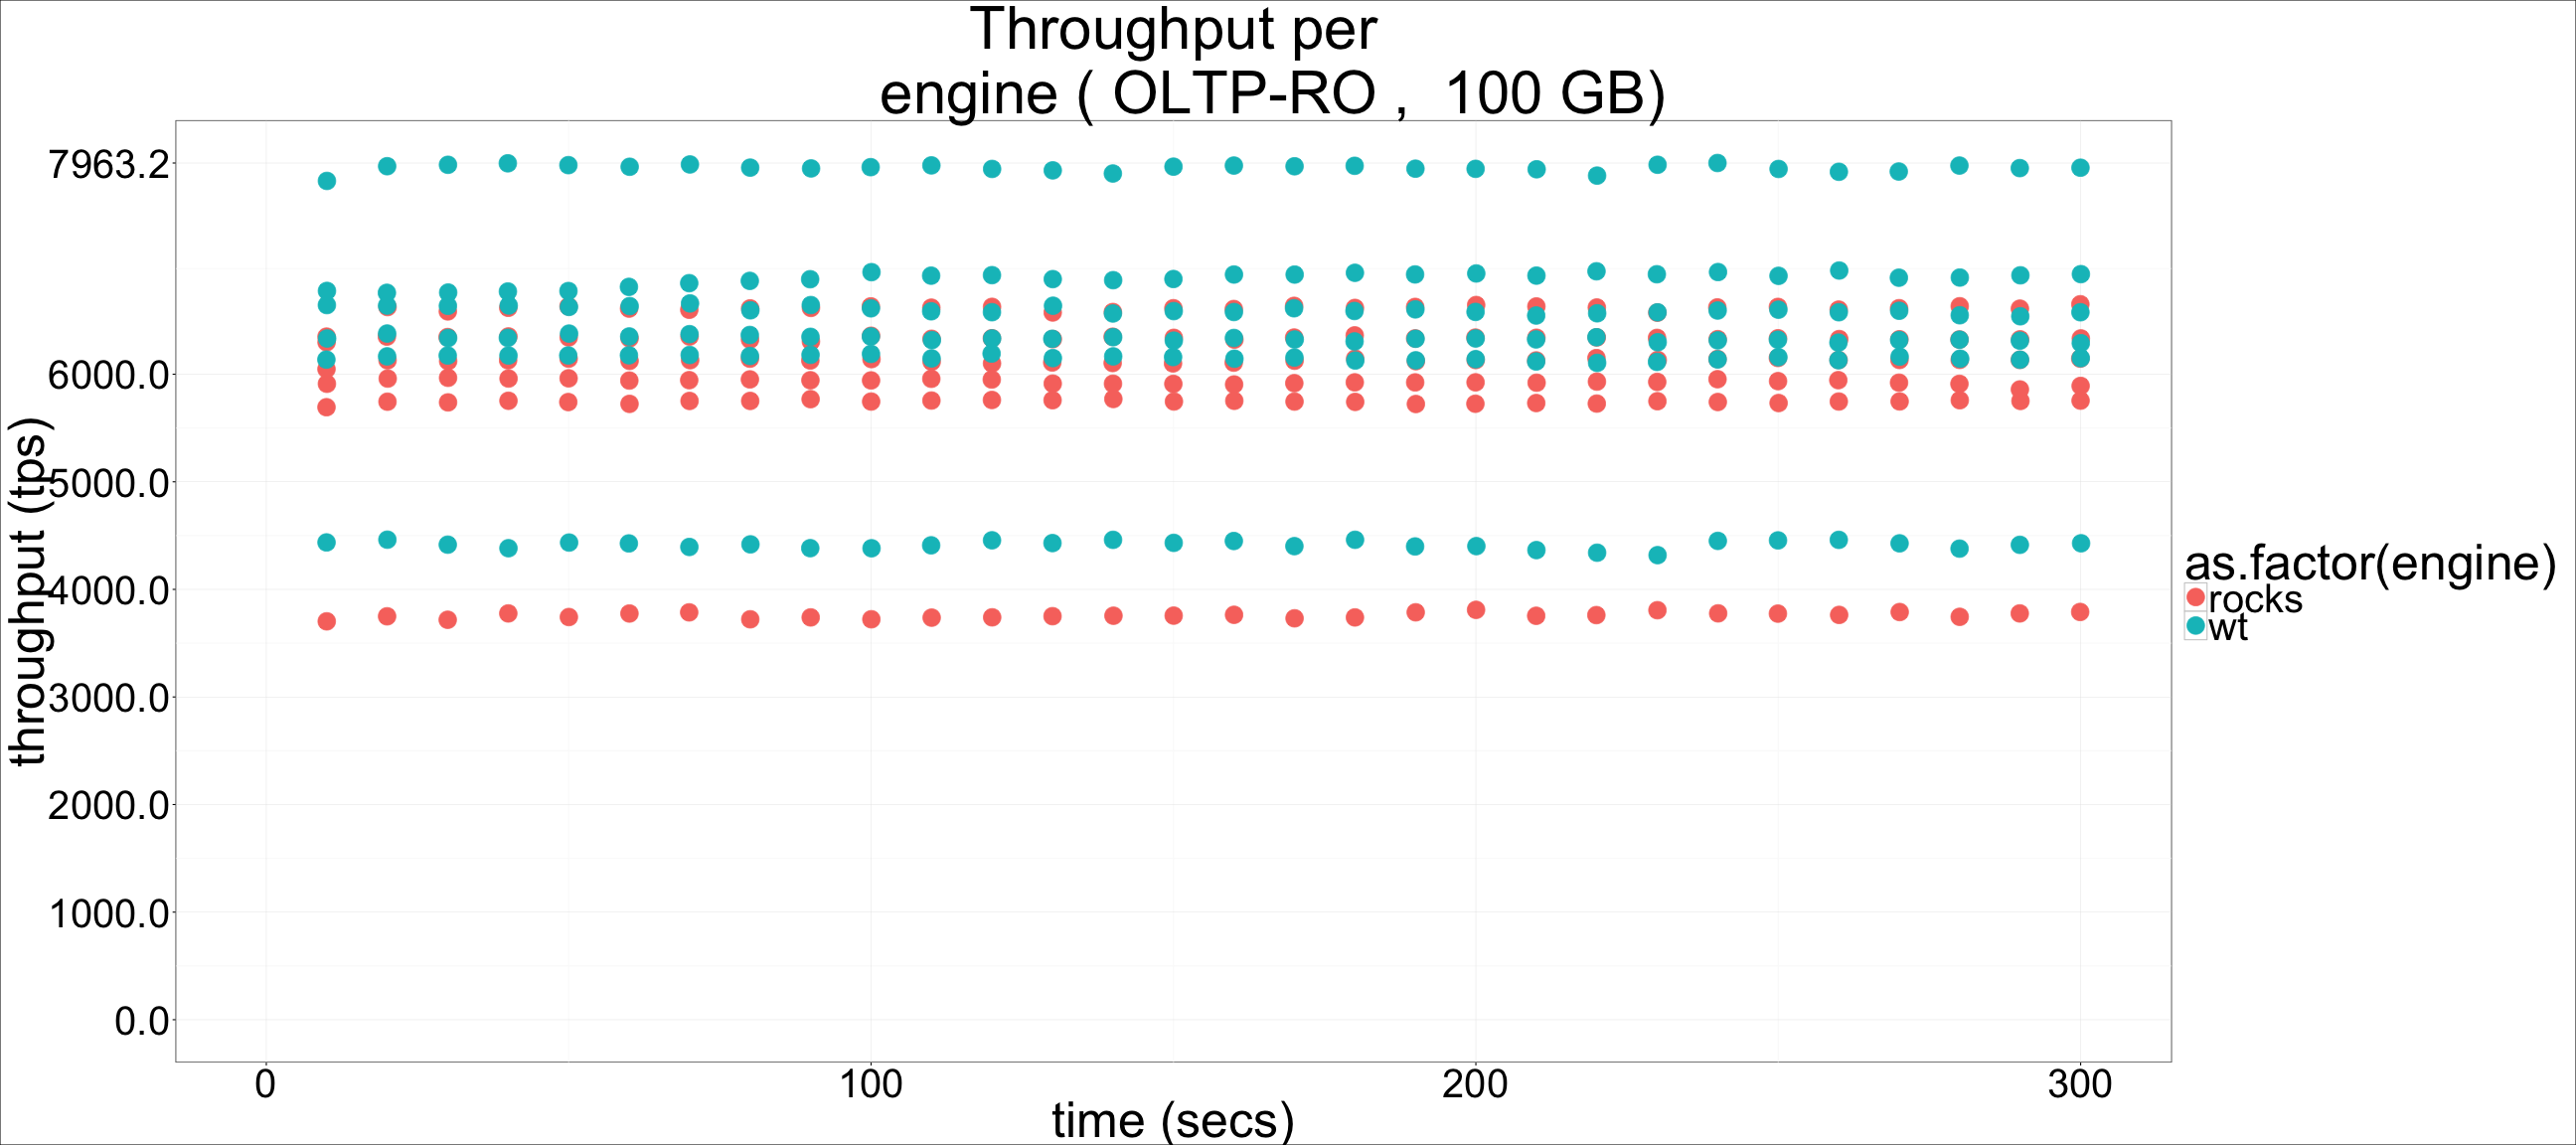 Throughput per
engine ( OLTP-RO ,  100 GB)
throughput (tps)
7963.2
6000.0
5000.0
4000.0
3000.0
2000.0
1000.0
0.0
0
100
200
300
time (secs)
as.factor(engine)
rocks
wt